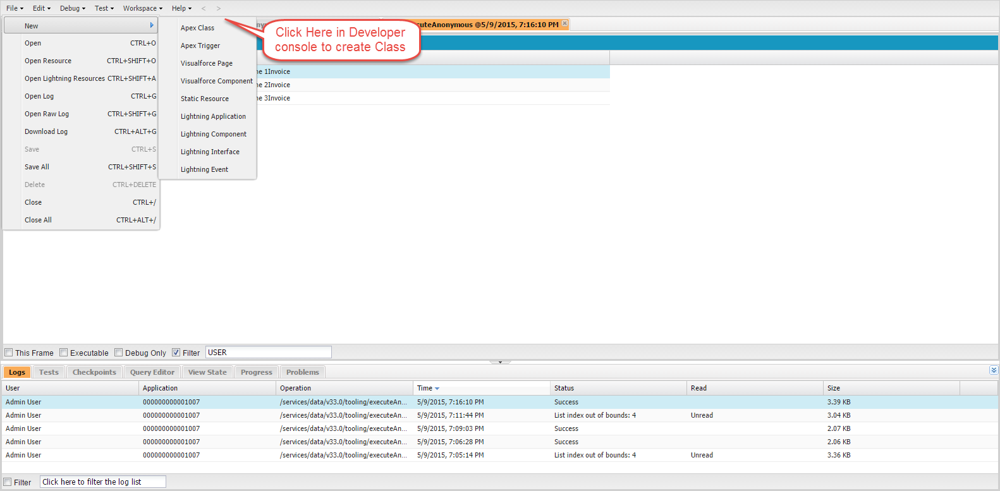 File Edit Debug Test Workspace Help < >
New
Open CTRL+O
Open Resource CTRL+SHIFT+O
Open Lightning Resources CTRL+SHIFT+A
Open Log CTRL+G
Open Raw Log CTRL+SHIFT+G
Download Log CTRL+ALT+G
Save CTRL+S
Save All CTRL+SHIFT+S
Delete CTRL+DELETE
Close CTRL+/
Close All CTRL+ALT+/
Apex Class
Apex Trigger
Visualforce Page
Visualforce Component
Static Resource
Lightning Application
Lightning Component
Lightning Interface
Lightning Event
Click Here in Developer
console to create Class
cuteAnonymous @5/9/2015, 7:16:10 PM
ne 1Invoice
ne 2Invoice
ne 3Invoice
This Frame Executable Debug Only Filter USER
Logs Tests Checkpoints Query Editor View State Progress Problems
User Application Operation Time Status Read Size
Admin User 000000000001007 /services/data/v33.0/tooling/executeAn... 5/9/2015, 7:16:10 PM Success 3.39 KB
Admin User 000000000001007 /services/data/v33.0/tooling/executeAn... 5/9/2015, 7:11:44 PM List index out of bounds: 4 Unread 3.04 KB
Admin User 000000000001007 /services/data/v33.0/tooling/executeAn... 5/9/2015, 7:09:03 PM Success 2.07 KB
Admin User 000000000001007 /services/data/v33.0/tooling/executeAn... 5/9/2015, 7:06:28 PM Success 2.06 KB
Admin User 000000000001007 /services/data/v33.0/tooling/executeAn... 5/9/2015, 7:05:14 PM List index out of bounds: 4 Unread 3.36 KB
Filter Click here to filter the log list